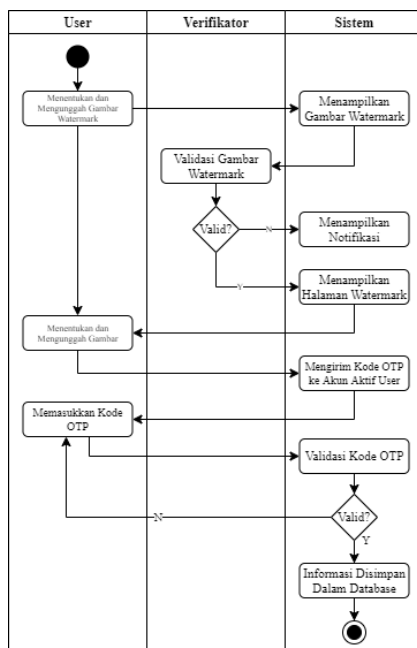 User
Verifikator
Sistem
Menentukan dan
Mengunggah Gambar
Watermark
Menampilkan
Gambar Watermark
Validasi Gambar
Watermark
Valid?
N
Menampilkan
Notifikasi
Y
Menampilkan
Halaman Watermark
Menentukan dan
Mengunggah Gambar
Mengirim Kode OTP
ke Akun Aktif User
Memasukkan Kode
OTP
Validasi Kode OTP
Valid?
N
Y
Informasi Disimpan
Dalam Database